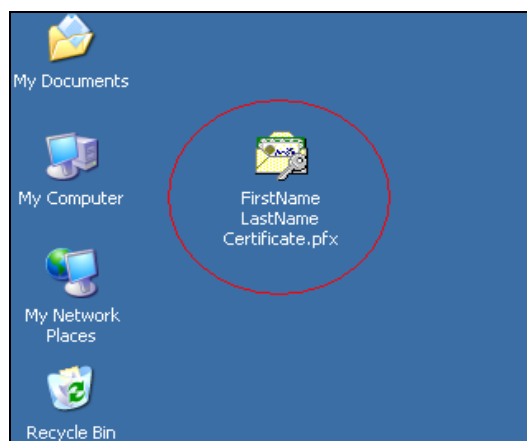 My Documents
My Computer
My Network
Places
Recycle Bin
FirstName
LastName
Certificate.pfx